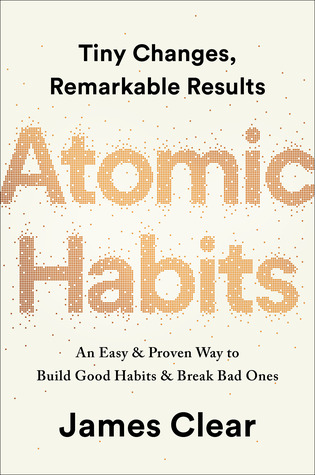 Tiny Changes,
Remarkable Results
Atomic
Habits
An Easy & Proven Way to
Build Good Habits & Break Bad Ones
James Clear